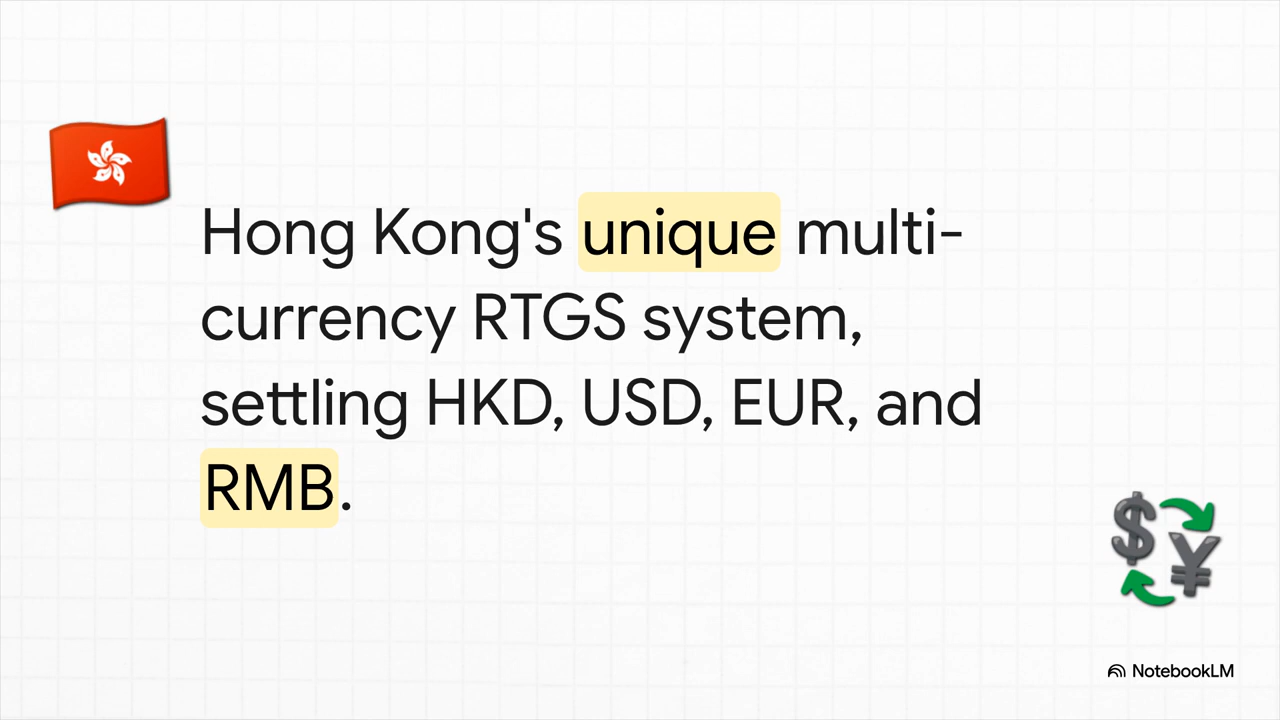 Hong Kong's unique multi-
currency RTGS system,
settling HKD, USD, EUR, and
RMB.
NotebookLM